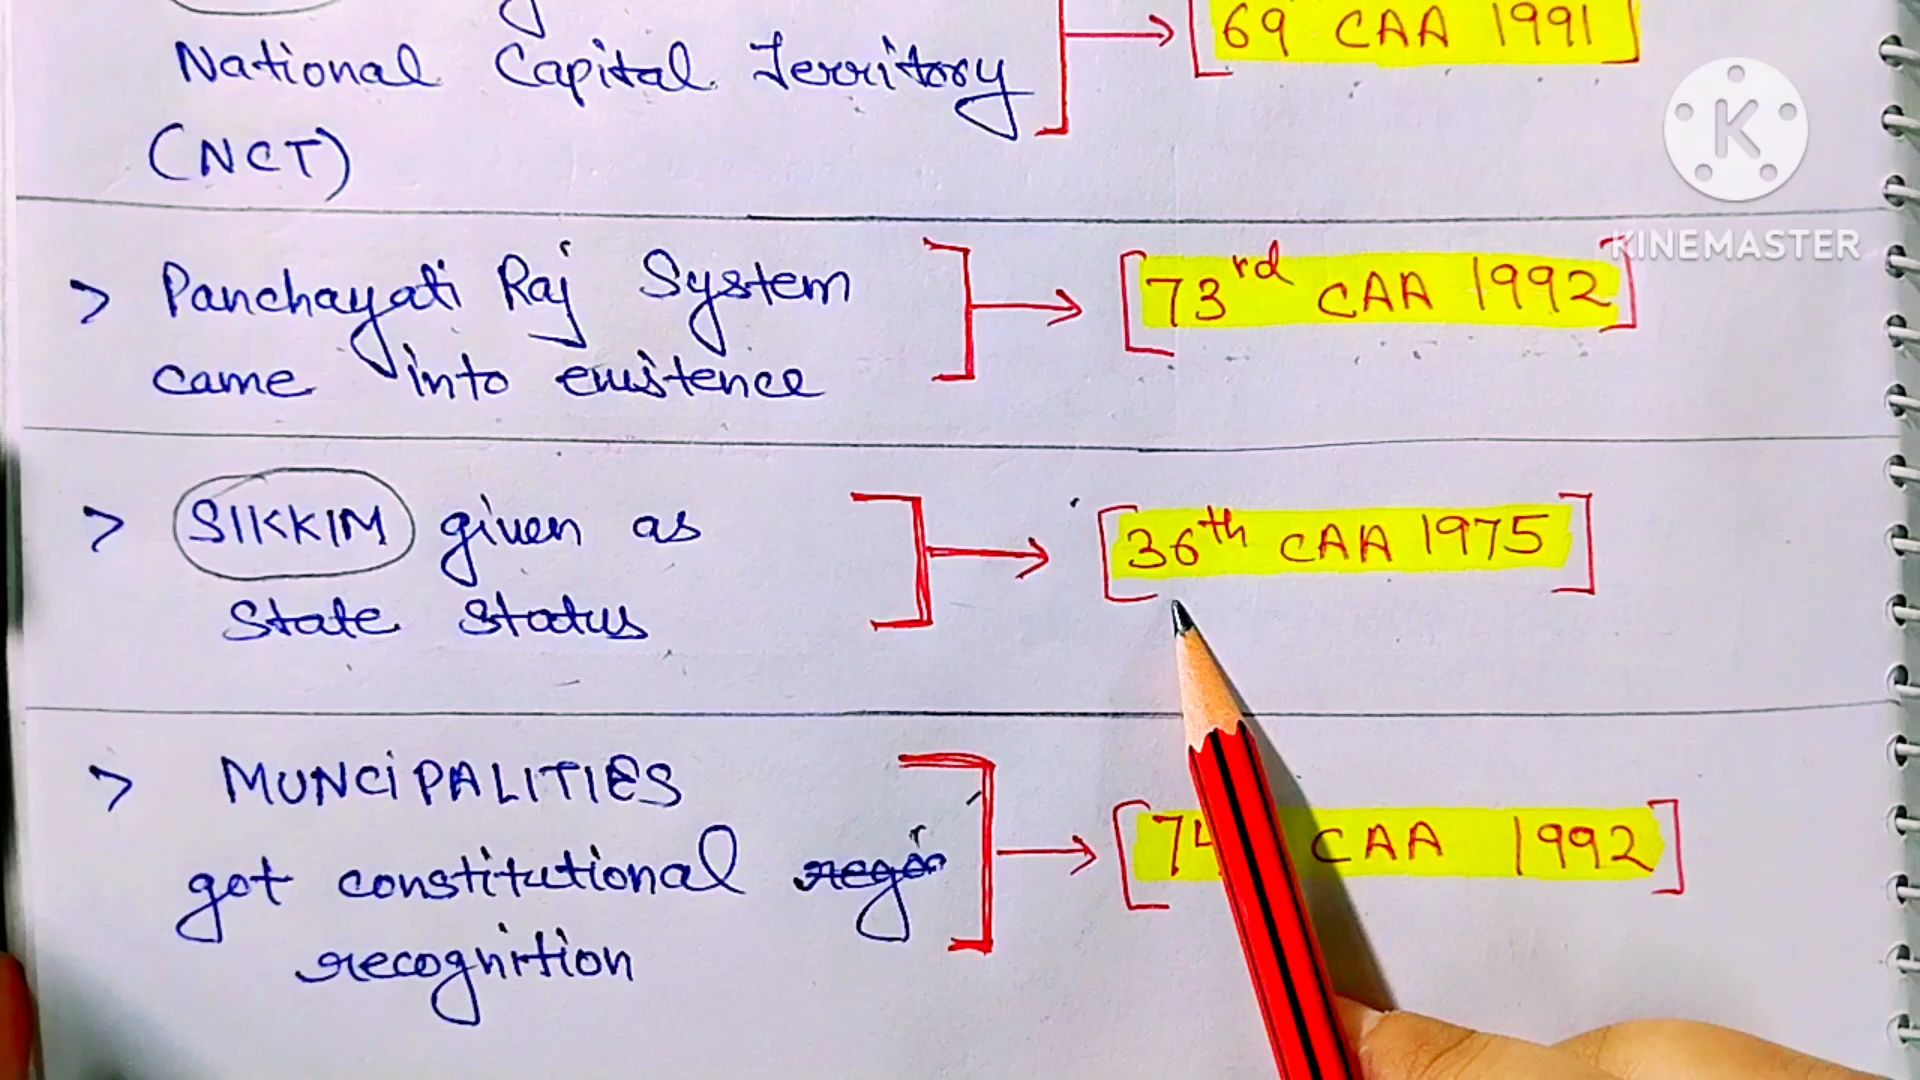 69 CAA 1991
National Capital Territory
(NCT)
K
KINEMASTER
> Panchayati Raj System
came into existence
[73rd CAA 1992]
> SIKKIM given as
State status
[36th CAA 1975]
> MUNCiPALITIES
got constitutional
recognition
[74 CAA 1992]